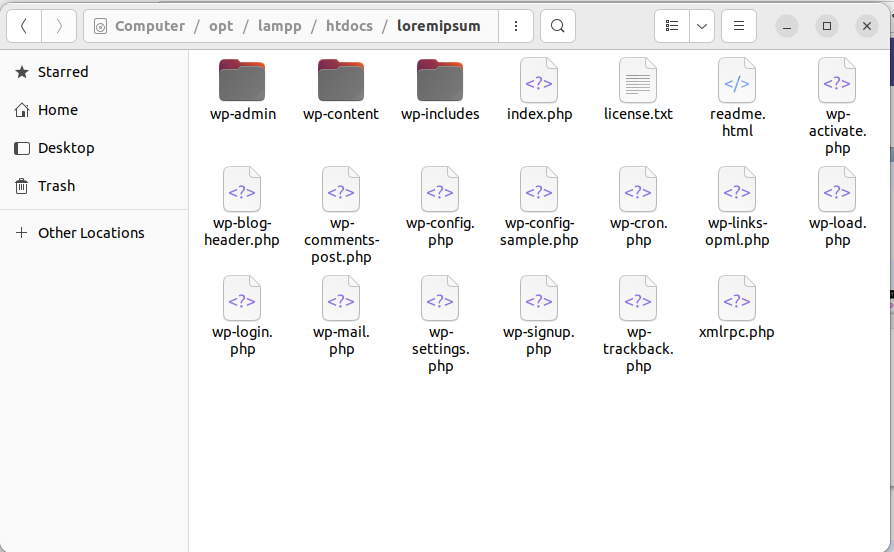 Computer / opt / lampp / htdocs / loremipsum
Starred
Home
Desktop
Trash
Other Locations
wp-admin
wp-content
wp-includes
index.php
license.txt
readme.
html
wp-
activate.
php
wp-blog-
header.php
wp-
comments-
post.php
wp-config.
php
wp-config-
sample.php
wp-cron.
php
wp-links-
opml.php
wp-load.
php
wp-login.
php
wp-mail.
php
wp-
settings.
php
wp-signup.
php
wp-
trackback.
php
xmlrpc.php